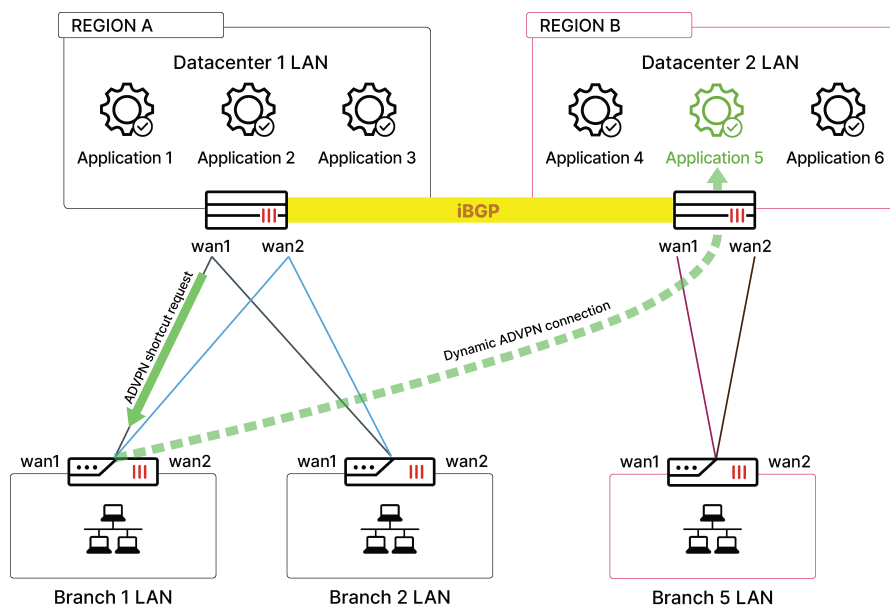 REGION A
REGION B
Datacenter 1 LAN
Datacenter 2 LAN
Application 1
Application 2
Application 3
Application 4
Application 5
Application 6
iBGP
wan1
wan2
wan1
wan2
ADVPN shortcut request
Dynamic ADVPN connection
wan1
wan2
wan1
wan2
wan1
wan2
Branch 1 LAN
Branch 2 LAN
Branch 5 LAN